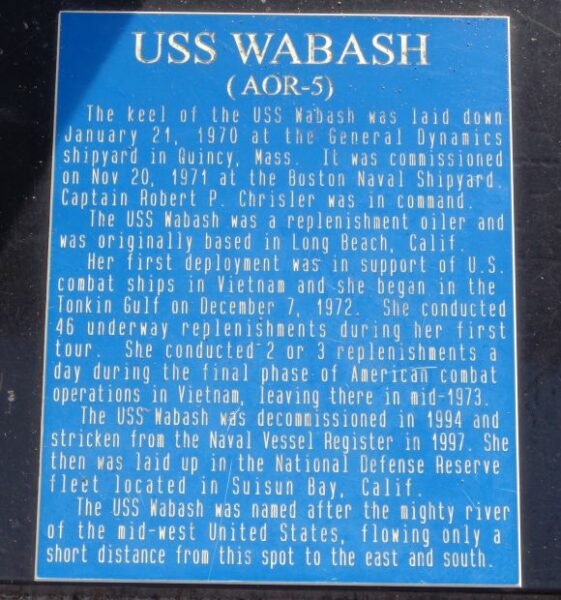 USS WABASH
(AOR-5)
The keel of the USS Wabash was laid down
January 21, 1970 at the General Dynamics
shipyard in Quincy, Mass. It was commissioned
on Nov 20, 1971 at the Boston Naval Shipyard.
Captain Robert P. Chrisler was in command.
The USS Wabash was a replenishment oiler and
was originally based in Long Beach, Calif.
Her first deployment was in support of U.S.
combat ships in Vietnam and she began in the
Tonkin Gulf on December 7, 1972. She conducted
46 underway replenishments during her first
tour. She conducted 2 or 3 replenishments a
day during the final phase of American combat
operations in Vietnam, leaving there in mid-1973.
The USS Wabash was decommissioned in 1994 and
stricken from the Naval Vessel Register in 1997. She
then was laid up in the National Defense Reserve
fleet located in Suisun Bay, Calif.
The USS Wabash was named after the mighty river
of the mid-west United States, flowing only a
short distance from this spot to the east and south.